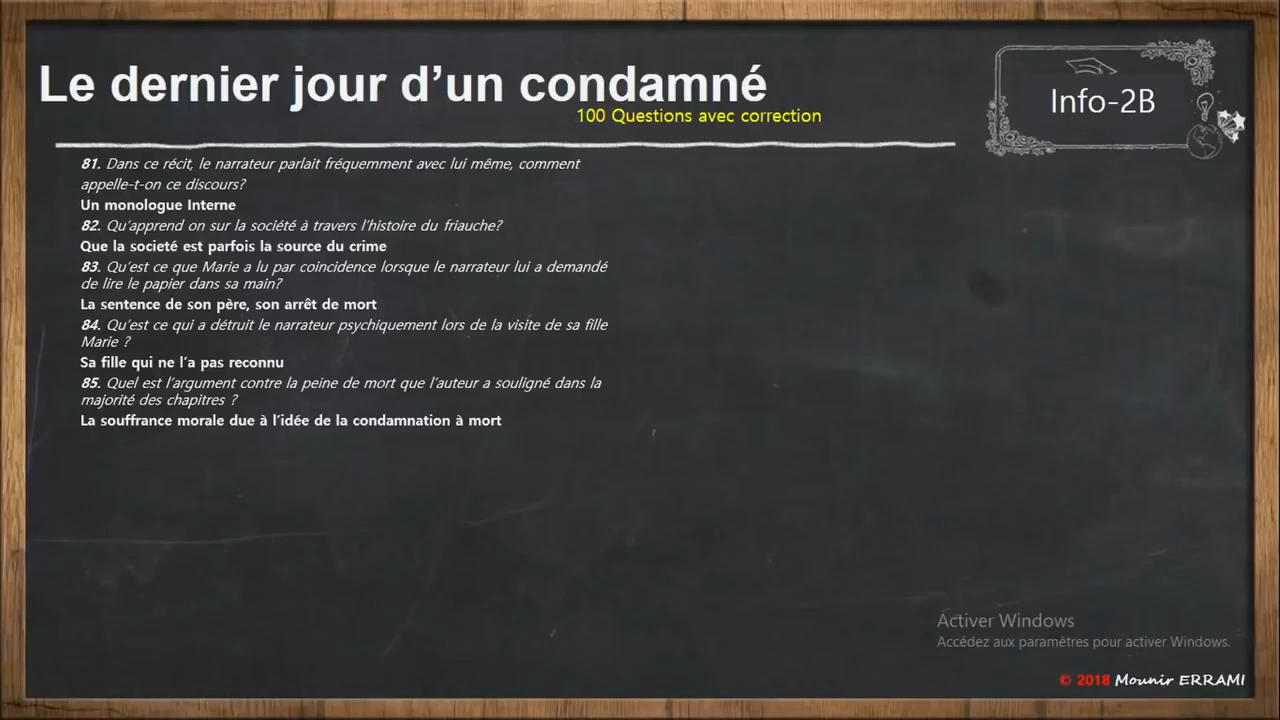 Le dernier jour d'un condamné
100 Questions avec correction
Info-2B
81. Dans ce récit, le narrateur parlait fréquemment avec lui même, comment
appelle-t-on ce discours?
Un monologue Interne
82. Qu'apprend on sur la société à travers l'histoire du friauche?
Que la societé est parfois la source du crime
83. Qu'est ce que Marie a lu par coincidence lorsque le narrateur lui a demandé
de lire le papier dans sa main?
La sentence de son père, son arrêt de mort
84. Qu'est ce qui a détruit le narrateur psychiquement lors de la visite de sa fille
Marie ?
Sa fille qui ne l'a pas reconnu
85. Quel est l'argument contre la peine de mort que l'auteur a souligné dans la
majorité des chapitres ?
La souffrance morale due à l'idée de la condamnation à mort
Activer Windows
Accédez aux paramètres pour activer Windows.
© 2018 Mounir ERRAMI